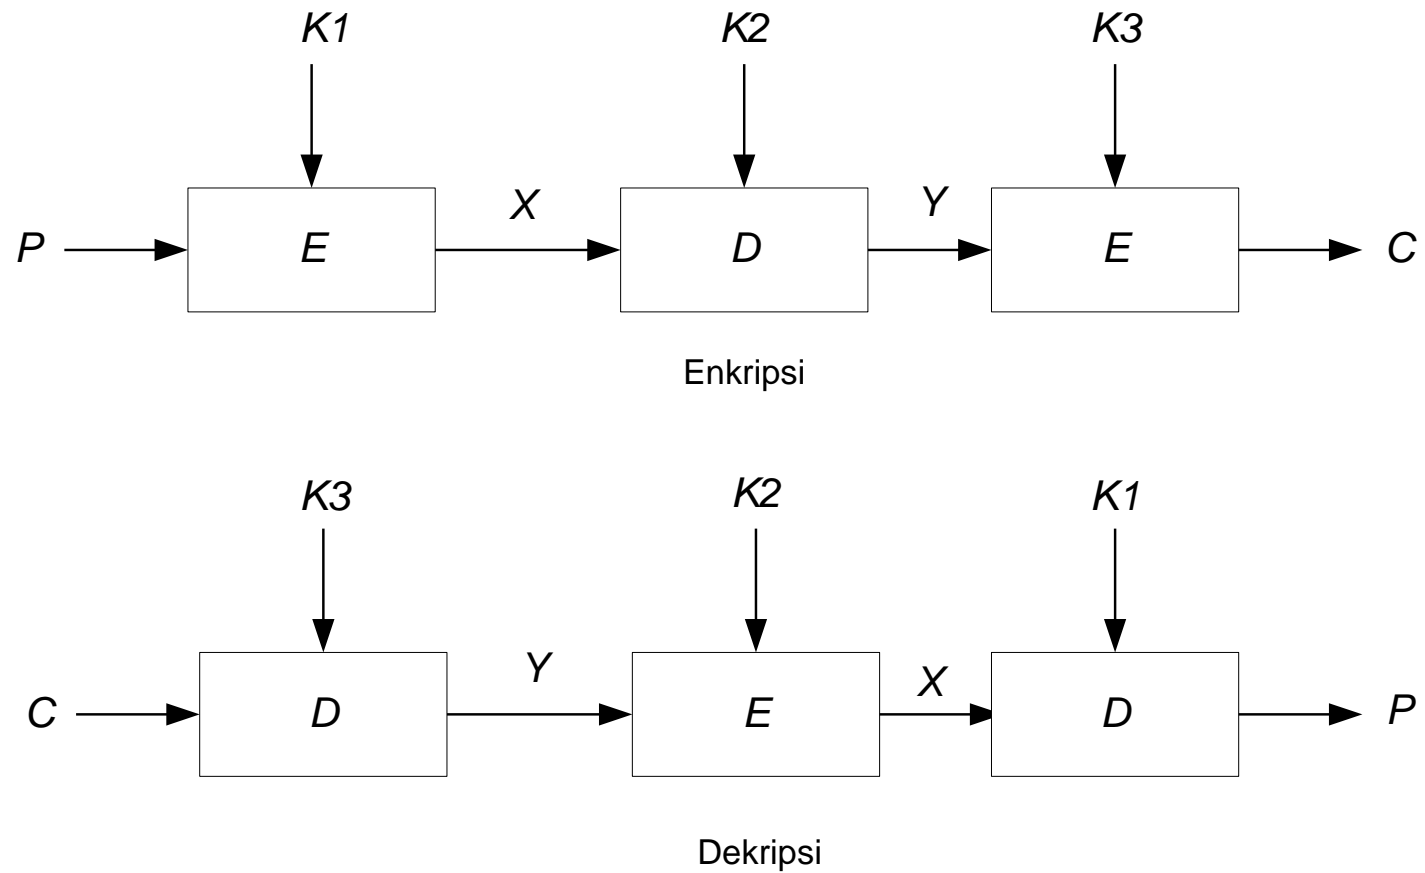 K1 K2 K3
X Y
P E D E C
Enkripsi
K3 K2 K1
Y X
C D E D P
Dekripsi